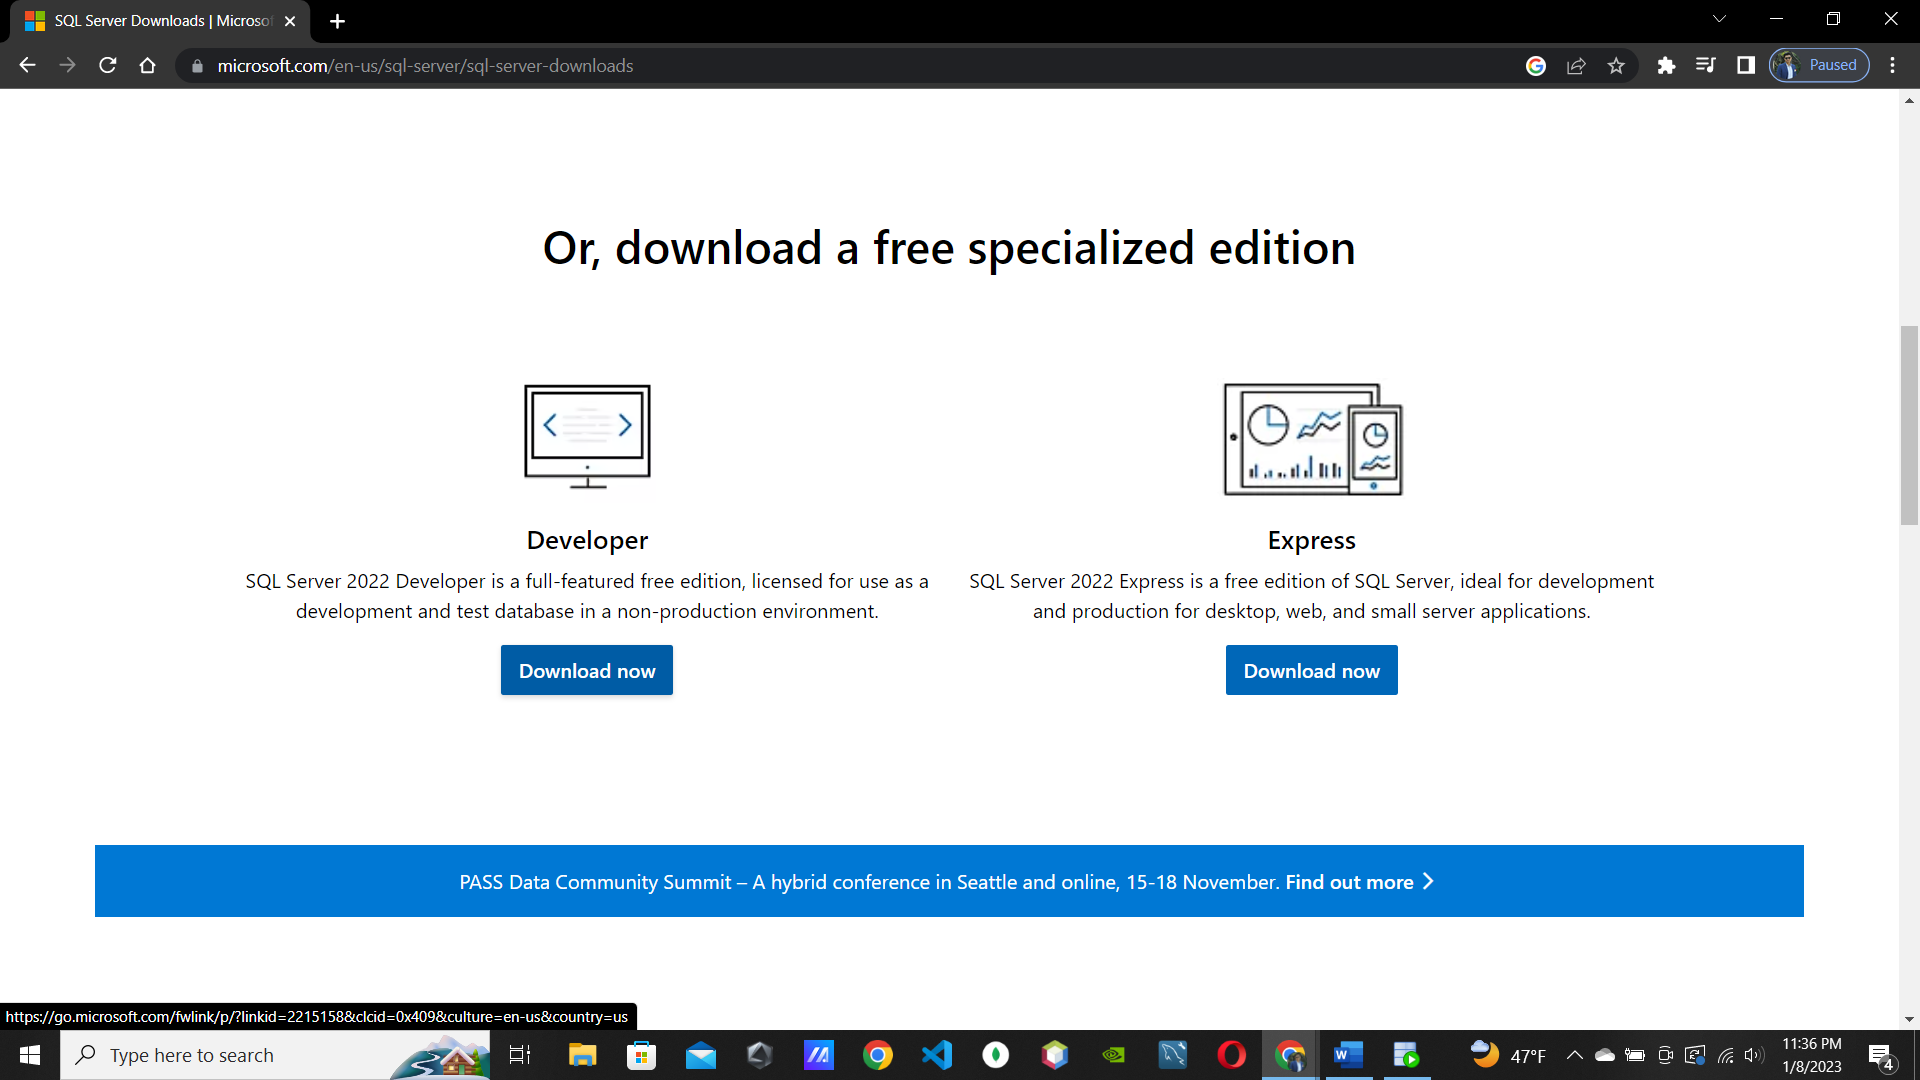 SQL Server Downloads | Microsof
microsoft.com/en-us/sql-server/sql-server-downloads
Paused
Or, download a free specialized edition
Developer
SQL Server 2022 Developer is a full-featured free edition, licensed for use as a
development and test database in a non-production environment.
Download now
Express
SQL Server 2022 Express is a free edition of SQL Server, ideal for development
and production for desktop, web, and small server applications.
Download now
PASS Data Community Summit – A hybrid conference in Seattle and online, 15-18 November. Find out more
https://go.microsoft.com/fwlink/p/?linkid=2215158&clcid=0x409&culture=en-us&country=us
Type here to search
47°F
11:36 PM
1/8/2023
4